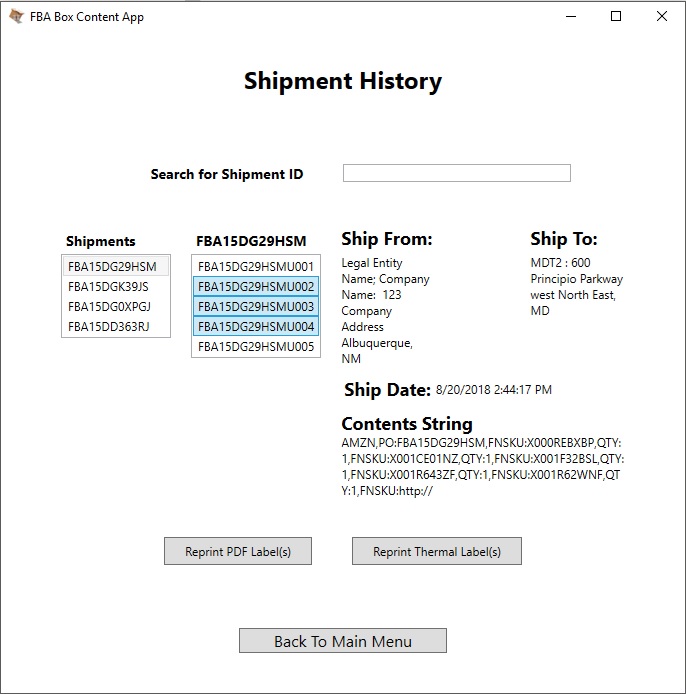 FBA Box Content App
Shipment History
Search for Shipment ID
Shipments
FBA15DG29HSM
FBA15DGK39JS
FBA15DG0XPGJ
FBA15DD363RJ
FBA15DG29HSM
FBA15DG29HSMU001
FBA15DG29HSMU002
FBA15DG29HSMU003
FBA15DG29HSMU004
FBA15DG29HSMU005
Ship From:
Legal Entity
Name; Company
Name:  123
Company
Address
Albuquerque,
NM
Ship To:
MDT2 : 600
Principio Parkway
west North East,
MD
Ship Date: 8/20/2018 2:44:17 PM
Contents String
AMZN,PO:FBA15DG29HSM,FNSKU:X000REBXBP,QTY:
1,FNSKU:X001CE01NZ,QTY:1,FNSKU:X001F32BSL,QTY:
1,FNSKU:X001R643ZF,QTY:1,FNSKU:X001R62WNF,QT
Y:1,FNSKU:http://
Reprint PDF Label(s)
Reprint Thermal Label(s)
Back To Main Menu